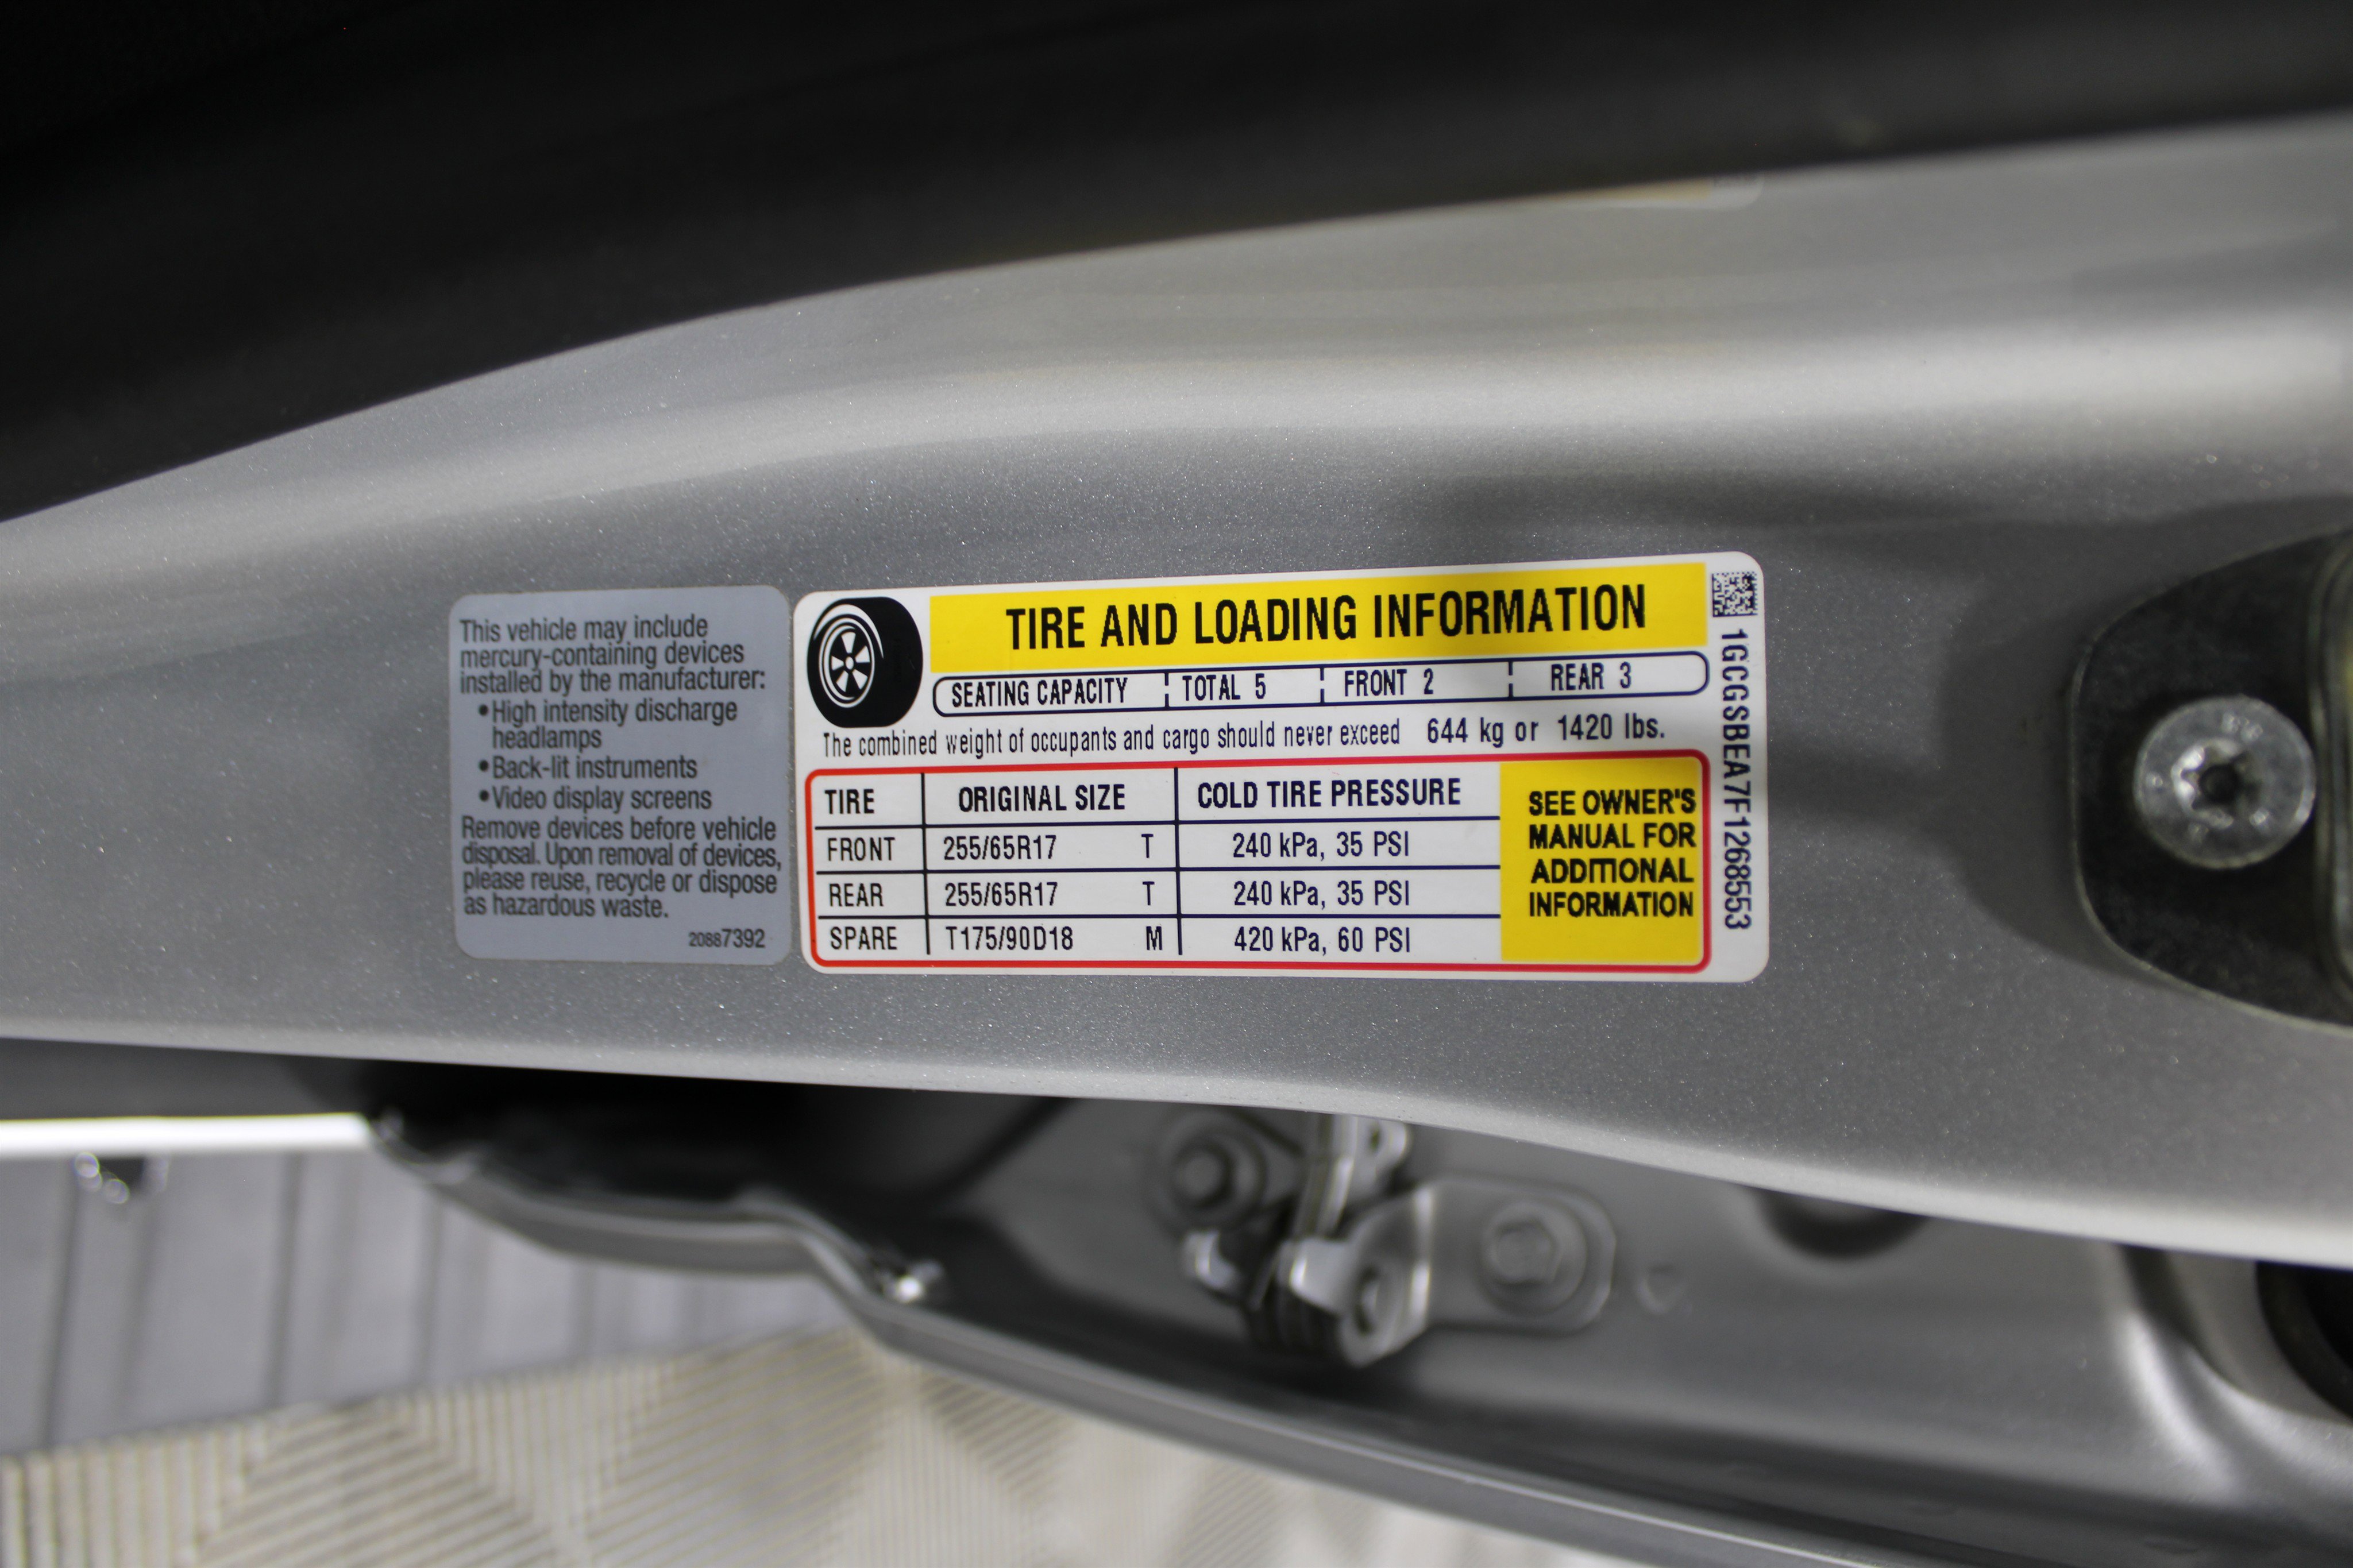 This vehicle may include
mercury-containing devices
installed by the manufacturer:
•High intensity discharge
headlamps
•Back-lit instruments
•Video display screens
Remove devices before vehicle
disposal. Upon removal of devices,
please reuse, recycle or dispose
as hazardous waste.
20887392
TIRE AND LOADING INFORMATION
SEATING CAPACITY TOTAL 5 FRONT 2 REAR 3
The combined weight of occupants and cargo should never exceed 644 kg or 1420 lbs.
TIRE ORIGINAL SIZE COLD TIRE PRESSURE
FRONT 255/65R17 T 240 kPa, 35 PSI
REAR 255/65R17 T 240 kPa, 35 PSI
SPARE T175/90D18 M 420 kPa, 60 PSI
SEE OWNER'S
MANUAL FOR
ADDITIONAL
INFORMATION
1GCGSBEA7F1268553